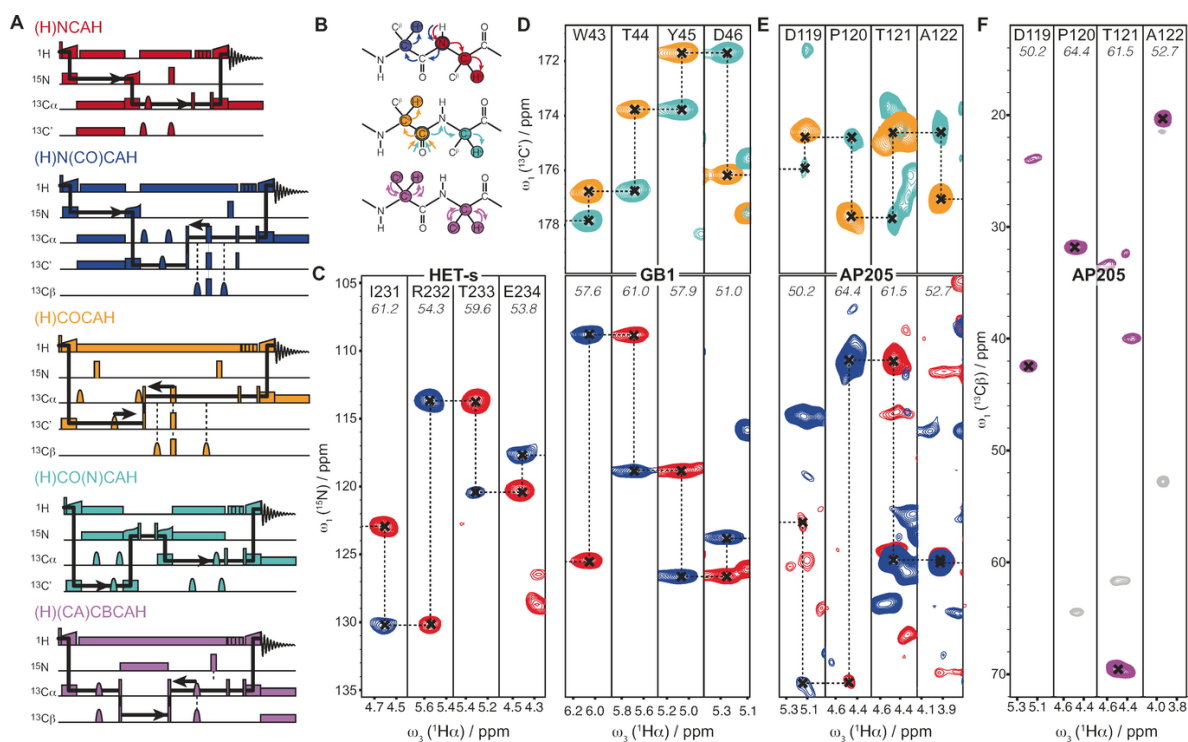 A
(H)NCAH
¹H
¹⁵N
¹³Cα
¹³C'
(H)N(CO)CAH
¹H
¹⁵N
¹³Cα
¹³C'
¹³Cβ
(H)COCAH
¹H
¹⁵N
¹³Cα
¹³C'
¹³Cβ
(H)CO(N)CAH
¹H
¹⁵N
¹³Cα
¹³C'
(H)(CA)CBCAH
¹H
¹⁵N
¹³Cα
¹³Cβ
B
Cᵝ H H O
N H C O N C Cᵝ H
Cᵝ H H O
N H C C O N C Cᵝ H
C H H O
N H C O N C C H
C
HET-s
I231 R232 T233 E234
61.2 54.3 59.6 53.8
105
110
115
120
125
130
135
ω₁ (¹⁵N) / ppm
4.7 4.5 5.6 5.4 5.4 5.2 4.5 4.3
ω₃ (¹Hα) / ppm
D
W43 T44 Y45 D46
172
174
176
178
ω₁ (¹³C') / ppm
GB1
57.6 61.0 57.9 51.0
6.2 6.0 5.8 5.6 5.2 5.0 5.3 5.1
ω₃ (¹Hα) / ppm
E
D119 P120 T121 A122
AP205
50.2 64.4 61.5 52.7
5.3 5.1 4.6 4.4 4.6 4.4 4.1 3.9
ω₃ (¹Hα) / ppm
F
D119 P120 T121 A122
50.2 64.4 61.5 52.7
20
30
40
50
60
70
ω₁ (¹³Cβ) / ppm
AP205
5.3 5.1 4.6 4.4 4.6 4.4 4.0 3.8
ω₃ (¹Hα) / ppm